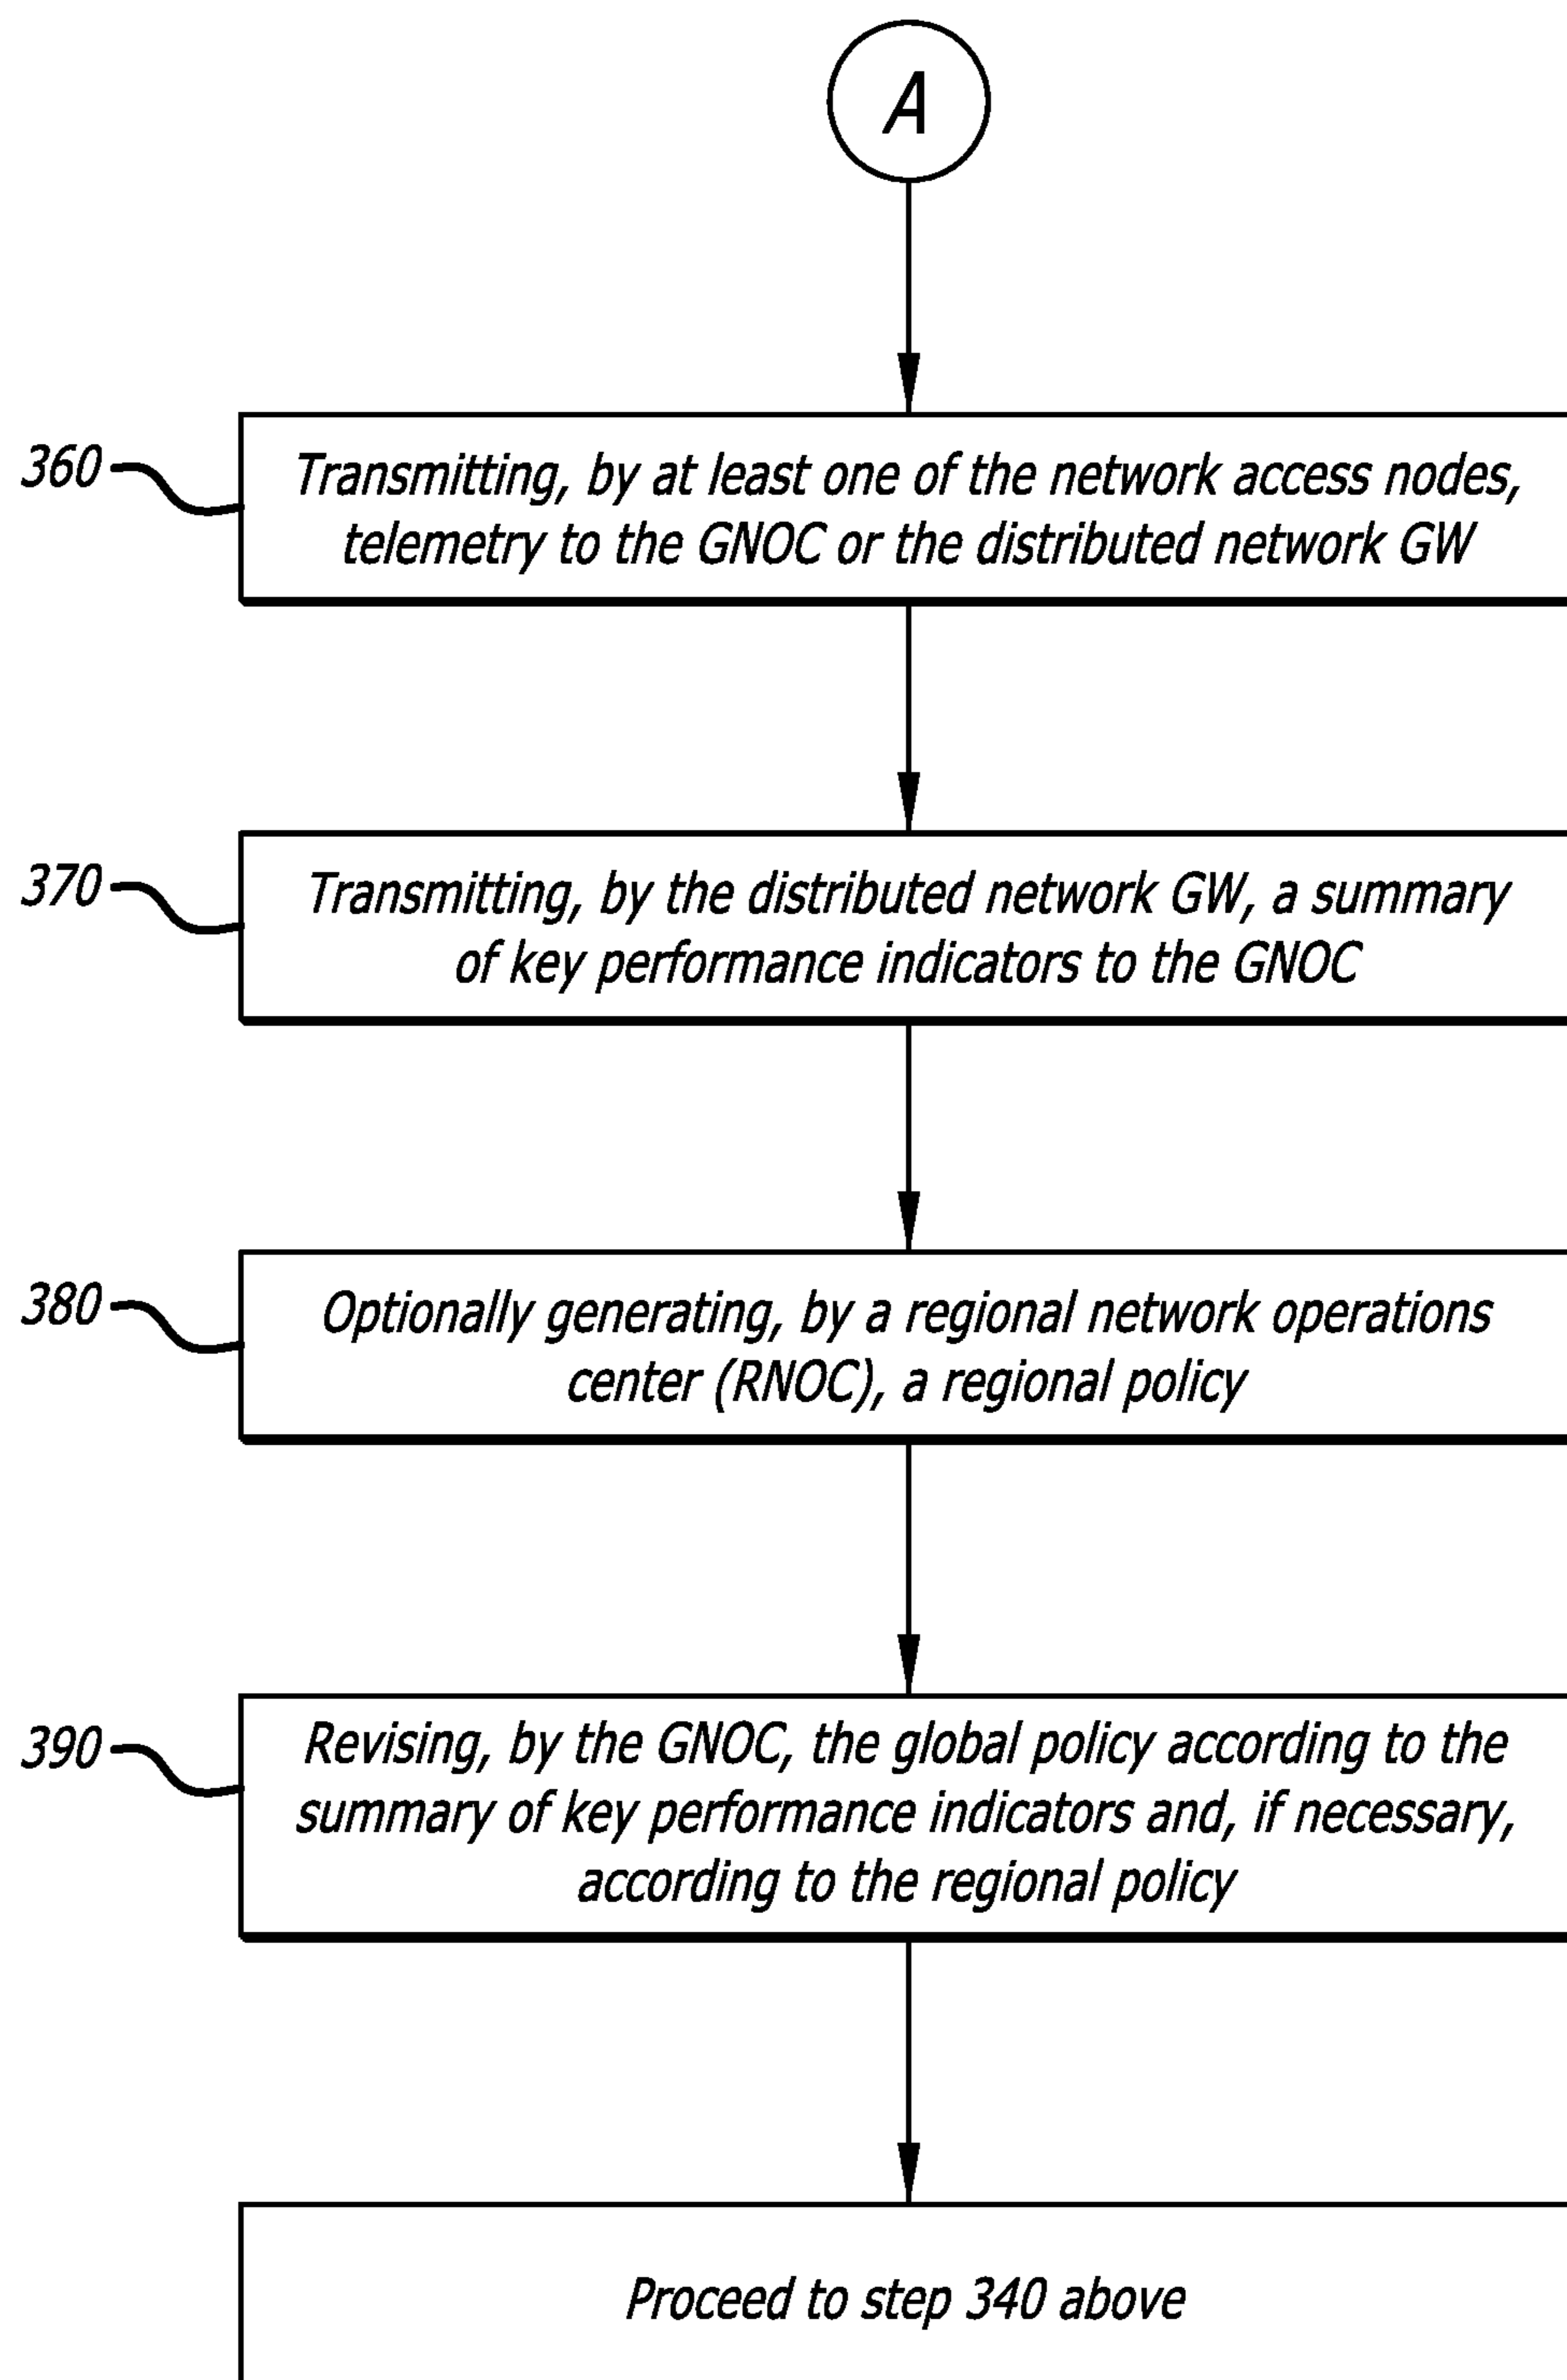 A
360
Transmitting, by at least one of the network access nodes,
telemetry to the GNOC or the distributed network GW
370
Transmitting, by the distributed network GW, a summary
of key performance indicators to the GNOC
380
Optionally generating, by a regional network operations
center (RNOC), a regional policy
390
Revising, by the GNOC, the global policy according to the
summary of key performance indicators and, if necessary,
according to the regional policy
Proceed to step 340 above